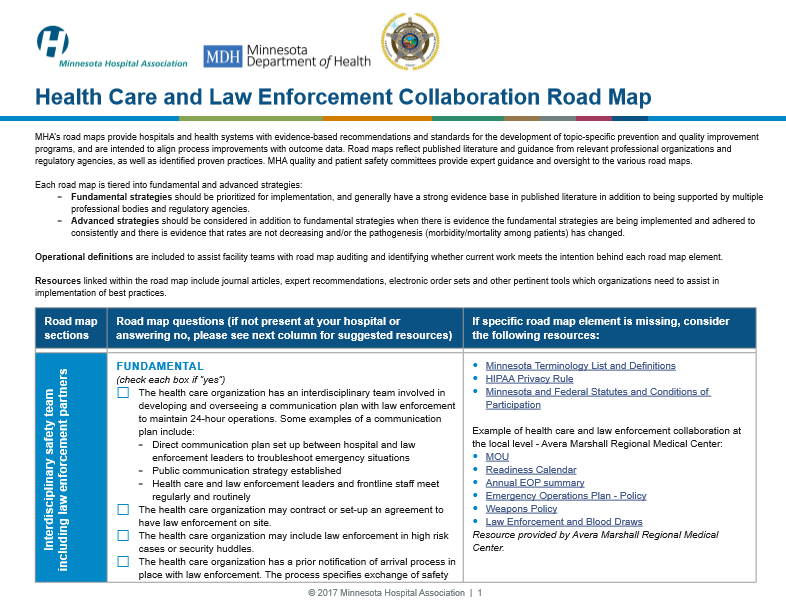 Minnesota Hospital Association
MDH
Minnesota
Department of Health
Health Care and Law Enforcement Collaboration Road Map
MHA's road maps provide hospitals and health systems with evidence-based recommendations and standards for the development of topic-specific prevention and quality improvement
programs, and are intended to align process improvements with outcome data. Road maps reflect published literature and guidance from relevant professional organizations and
regulatory agencies, as well as identified proven practices. MHA quality and patient safety committees provide expert guidance and oversight to the various road maps.
Each road map is tiered into fundamental and advanced strategies:
– Fundamental strategies should be prioritized for implementation, and generally have a strong evidence base in published literature in addition to being supported by multiple
professional bodies and regulatory agencies.
– Advanced strategies should be considered in addition to fundamental strategies when there is evidence the fundamental strategies are being implemented and adhered to
consistently and there is evidence that rates are not decreasing and/or the pathogenesis (morbidity/mortality among patients) has changed.
Operational definitions are included to assist facility teams with road map auditing and identifying whether current work meets the intention behind each road map element.
Resources linked within the road map include journal articles, expert recommendations, electronic order sets and other pertinent tools which organizations need to assist in
implementation of best practices.
Road map
sections
Road map questions (if not present at your hospital or
answering no, please see next column for suggested resources)
If specific road map element is missing, consider
the following resources:
Interdisciplinary safety team
including law enforcement partners
FUNDAMENTAL
(check each box if "yes")
☐ The health care organization has an interdisciplinary team involved in
developing and overseeing a communication plan with law enforcement
to maintain 24-hour operations. Some examples of a communication
plan include:
– Direct communication plan set up between hospital and law
enforcement leaders to troubleshoot emergency situations
– Public communication strategy established
– Health care and law enforcement leaders and frontline staff meet
regularly and routinely
☐ The health care organization may contract or set-up an agreement to
have law enforcement on site.
☐ The health care organization may include law enforcement in high risk
cases or security huddles.
☐ The health care organization has a prior notification of arrival process in
place with law enforcement. The process specifies exchange of safety
• Minnesota Terminology List and Definitions
• HIPAA Privacy Rule
• Minnesota and Federal Statutes and Conditions of
Participation
Example of health care and law enforcement collaboration at
the local level - Avera Marshall Regional Medical Center:
• MOU
• Readiness Calendar
• Annual EOP summary
• Emergency Operations Plan - Policy
• Weapons Policy
• Law Enforcement and Blood Draws
Resource provided by Avera Marshall Regional Medical
Center.
© 2017 Minnesota Hospital Association | 1